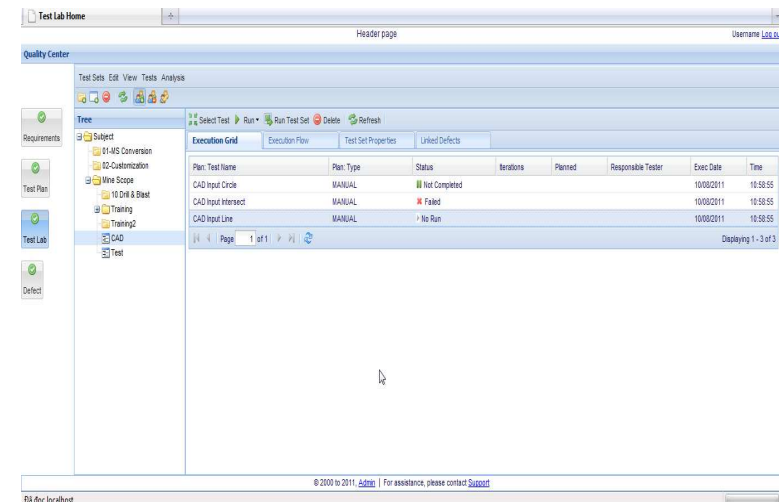 Test Lab Home
Header page
Username Log ou
Quality Center
Test Sets Edit View Tests Analysis
Tree
Select Test Run Run Test Set Delete Refresh
Requirements
Subject
Execution Grid Execution Flow Test Set Properties Linked Defects
01-MS Conversion
02-Customization
Plan: Test Name Plan: Type Status Iterations Planned Responsible Tester Exec Date Time
Mine Scope
CAD Input Circle MANUAL Not Completed 10/08/2011 10:58:55
Test Plan
10 Drill & Blast
CAD Input Intersect MANUAL Failed 10/08/2011 10:58:55
Training
Training2
CAD Input Line MANUAL No Run 10/08/2011 10:58:55
Test Lab
CAD
Page 1 of 1 Displaying 1 - 3 of 3
Test
Defect
© 2000 to 2011, Admin | For assistance, please contact Support
Đã đọc localhost